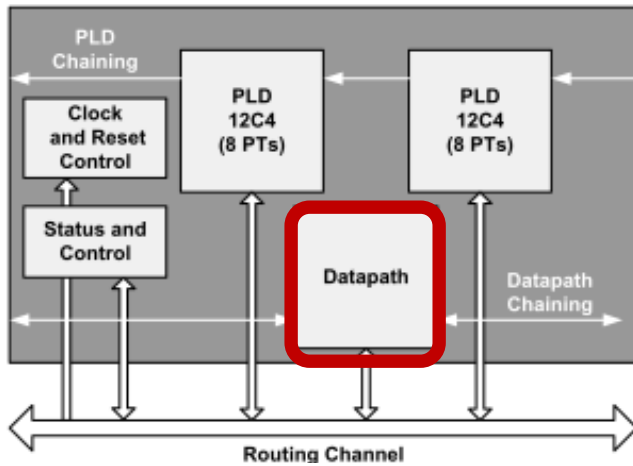 PLD
Chaining
PLD
12C4
(8 PTs)
PLD
12C4
(8 PTs)
Clock
and Reset
Control
Status and
Control
Datapath
Datapath
Chaining
Routing Channel